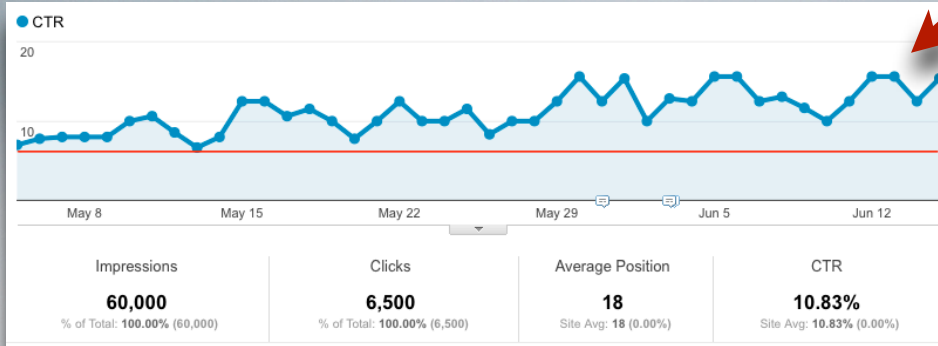 CTR
20
10
May 8 May 15 May 22 May 29 Jun 5 Jun 12
Impressions Clicks Average Position CTR
60,000 6,500 18 10.83%
% of Total: 100.00% (60,000) % of Total: 100.00% (6,500) Site Avg: 18 (0.00%) Site Avg: 10.83% (0.00%)